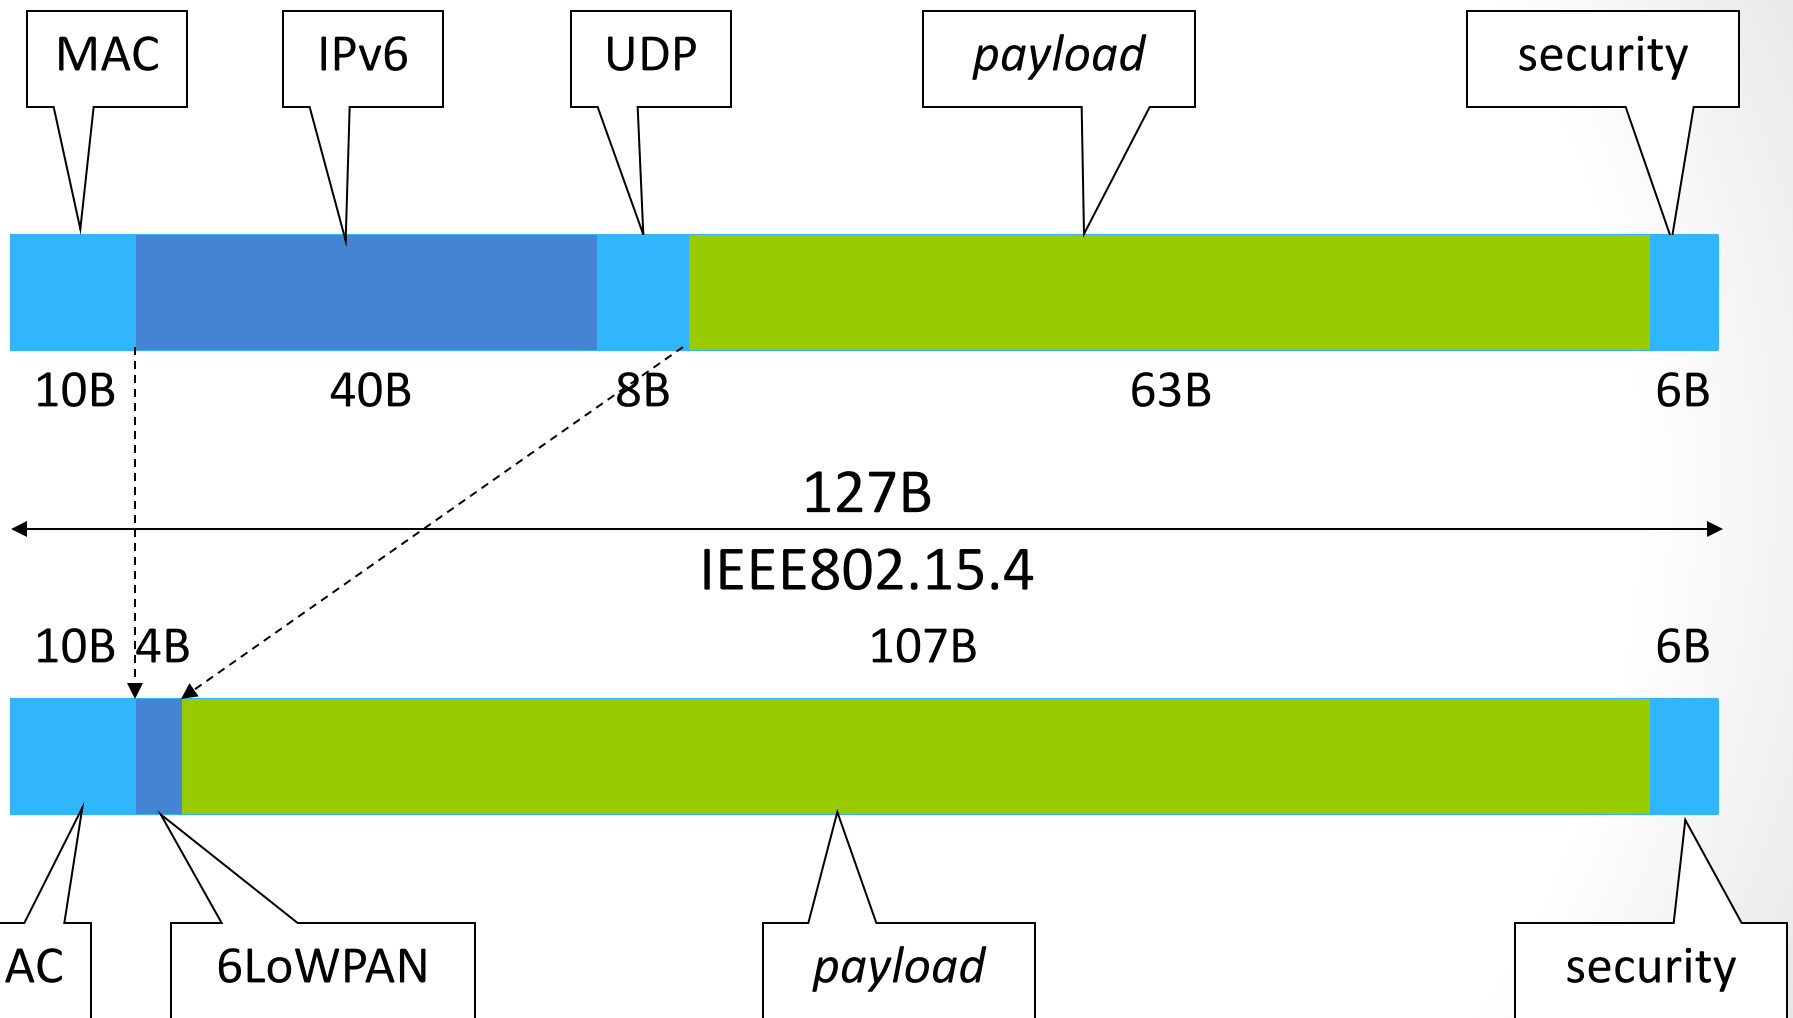 MAC IPv6 UDP payload security
10B 40B 8B 63B 6B
127B
IEEE802.15.4
10B 4B 107B 6B
AC 6LoWPAN payload security